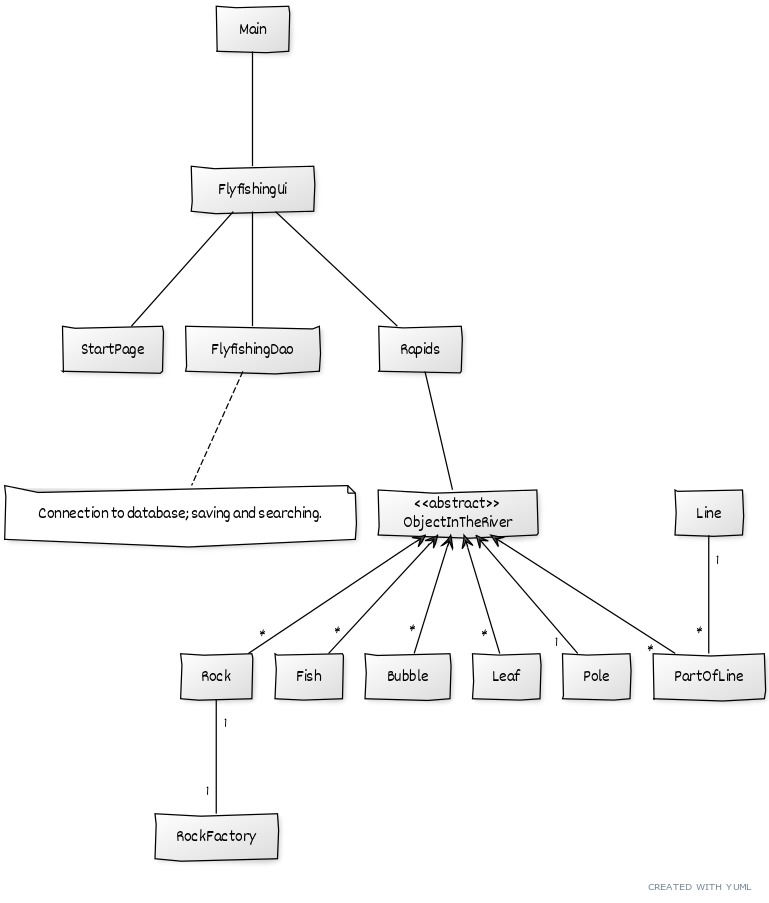 Main
FlyfishingUi
StartPage
FlyfishingDao
Rapids
Connection to database; saving and searching.
<<abstract>>
ObjectInTheRiver
Line
1
*
*
*
*
*
1
*
Rock
Fish
Bubble
Leaf
Pole
PartOfLine
1
1
RockFactory
CREATED WITH YUML